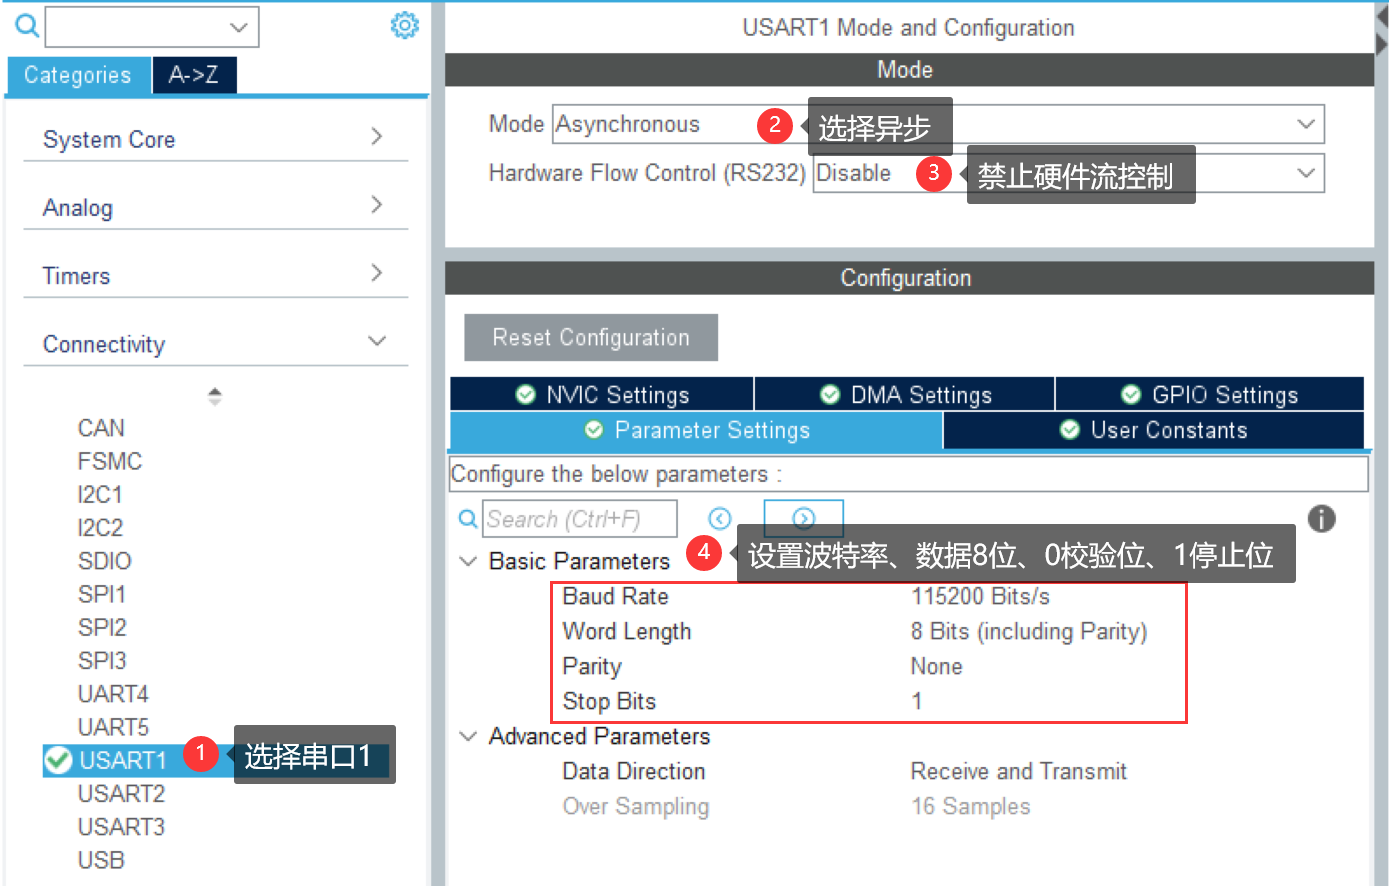 Categories
A->Z
System Core
Analog
Timers
Connectivity
CAN
FSMC
I2C1
I2C2
SDIO
SPI1
SPI2
SPI3
UART4
UART5
USART1
1 选择串口1
USART2
USART3
USB
USART1 Mode and Configuration
Mode
Mode Asynchronous
2 选择异步
Hardware Flow Control (RS232) Disable
3 禁止硬件流控制
Configuration
Reset Configuration
NVIC Settings
DMA Settings
GPIO Settings
Parameter Settings
User Constants
Configure the below parameters :
Search (Ctrl+F)
Basic Parameters
4 设置波特率、数据8位、0校验位、1停止位
Baud Rate 115200 Bits/s
Word Length 8 Bits (including Parity)
Parity None
Stop Bits 1
Advanced Parameters
Data Direction Receive and Transmit
Over Sampling 16 Samples